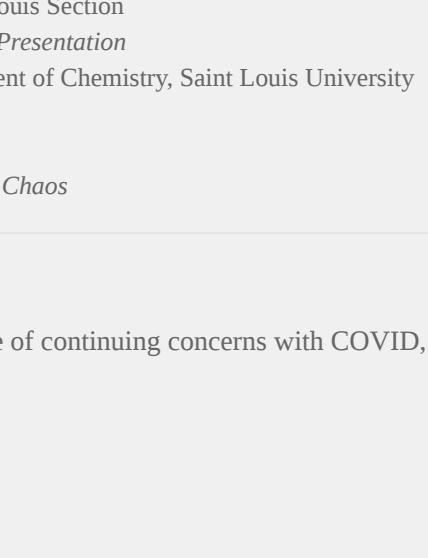 ouis Section
Presentation
ent of Chemistry, Saint Louis University
Chaos
e of continuing concerns with COVID,